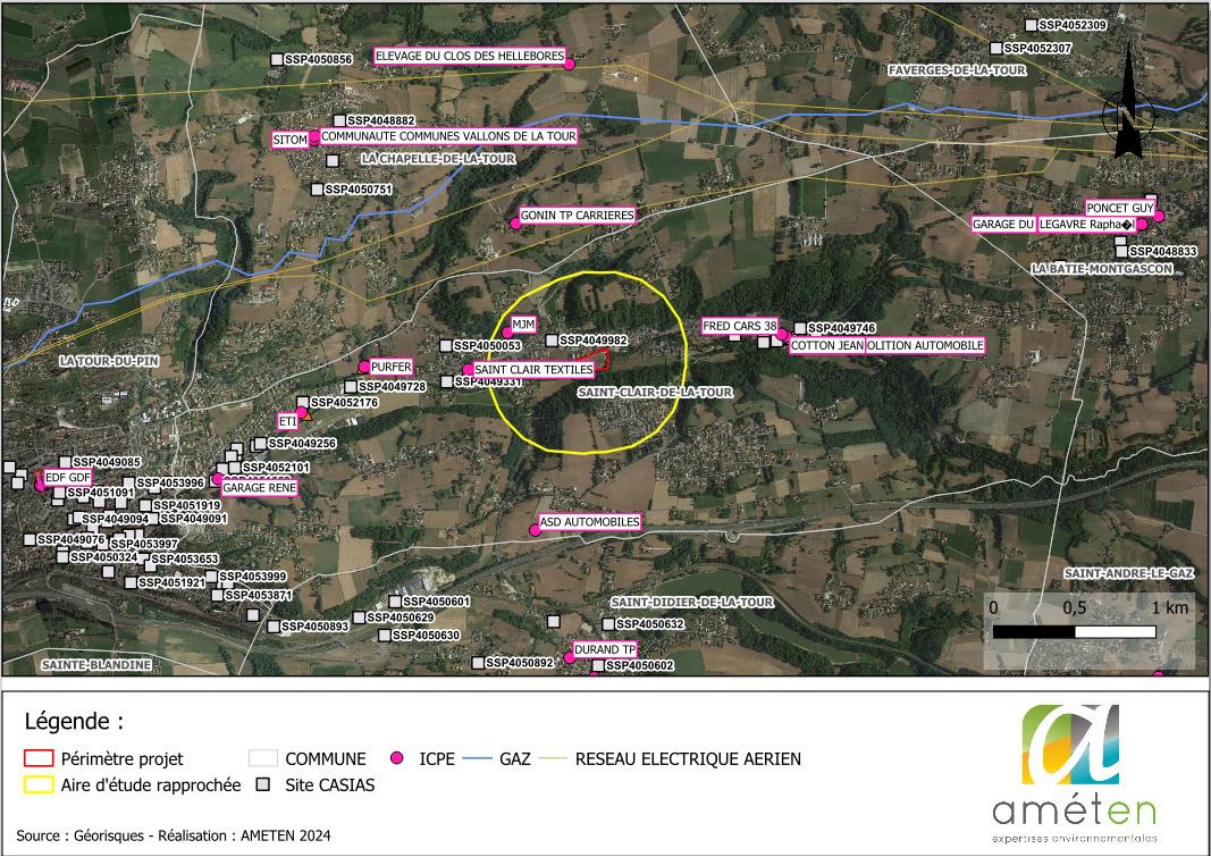 SSP4052309
SSP4052307
ELEVAGE DU CLOS DES HELLEBORES
SSP4050856
FAVERGES-DE-LA-TOUR
N
SSP4048882
SITOM
COMMUNAUTE COMMUNES VALLONS DE LA TOUR
LA CHAPELLE-DE-LA-TOUR
SSP4050751
GONIN TP CARRIERES
PONCET GUY
GARAGE DU
LEGAVRE Rapha�l
SSP4048833
LA BATIE-MONTGASCON
MJM
FRED CARS 38
SSP4049746
SSP4049982
SSP4050053
COTTON JEAN
OLITION AUTOMOBILE
LA TOUR-DU-PIN
PURFER
SAINT CLAIR TEXTILES
SSP4049331
SSP4049728
SAINT-CLAIR-DE-LA-TOUR
SSP4052176
ETI
SSP4049256
SSP4049085
SSP4052101
EDF GDF
SSP4053996
GARAGE RENE
SSP4051091
SSP4051919
SSP4049094
SSP4049091
ASD AUTOMOBILES
SSP4049076
SSP4053997
SSP4050324
SSP4053653
SSP4051921
SSP4053999
SSP4053871
SAINT-ANDRE-LE-GAZ
SSP4050601
SAINT-DIDIER-DE-LA-TOUR
SSP4050629
SSP4050893
SSP4050632
SSP4050630
0 0,5 1 km
DURAND TP
SAINTE-BLANDINE
SSP4050892
SSP4050602
Légende :
Périmètre projet
COMMUNE
ICPE
GAZ
RESEAU ELECTRIQUE AERIEN
Aire d'étude rapprochée
Site CASIAS
a
améten
expertises environnementales
Source : Géorisques - Réalisation : AMETEN 2024